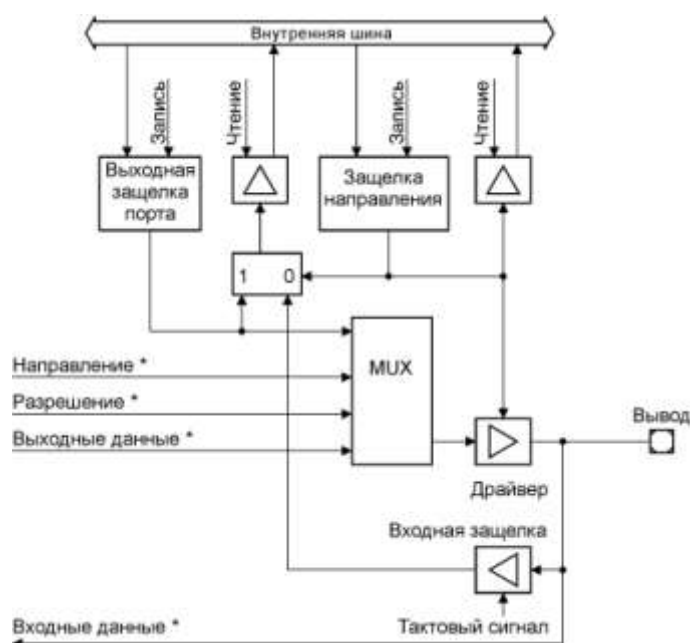 Внутренняя шина
Запись
Чтение
Запись
Чтение
Выходная
защелка
порта
Защелка
направления
1 0
MUX
Направление *
Разрешение *
Выходные данные *
Вывод
Драйвер
Входная защелка
Входные данные *
Тактовый сигнал